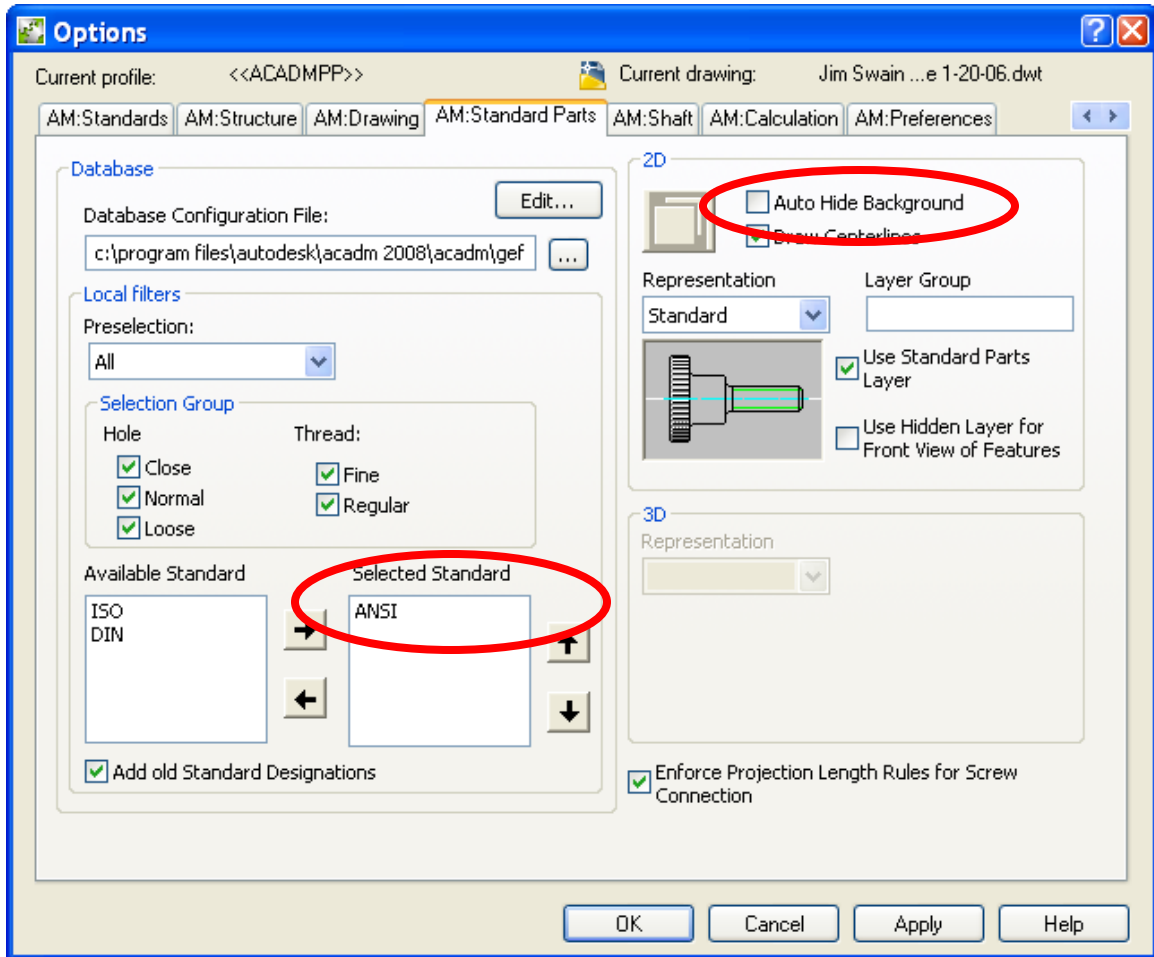 Options
Current profile: <<ACADMPP>> Current drawing: Jim Swain ...e 1-20-06.dwt
AM:Standards AM:Structure AM:Drawing AM:Standard Parts AM:Shaft AM:Calculation AM:Preferences
Database
Edit...
Database Configuration File:
c:\program files\autodesk\acadm 2008\acadm\gef ...
Local filters
Preselection:
All
Selection Group
Hole Thread:
Close
Normal
Loose
Fine
Regular
Available Standard Selected Standard
ISO
DIN
ANSI
Add old Standard Designations
2D
Auto Hide Background
Draw Centerlines
Representation Layer Group
Standard
Use Standard Parts
Layer
Use Hidden Layer for
Front View of Features
3D
Representation
Enforce Projection Length Rules for Screw
Connection
OK Cancel Apply Help